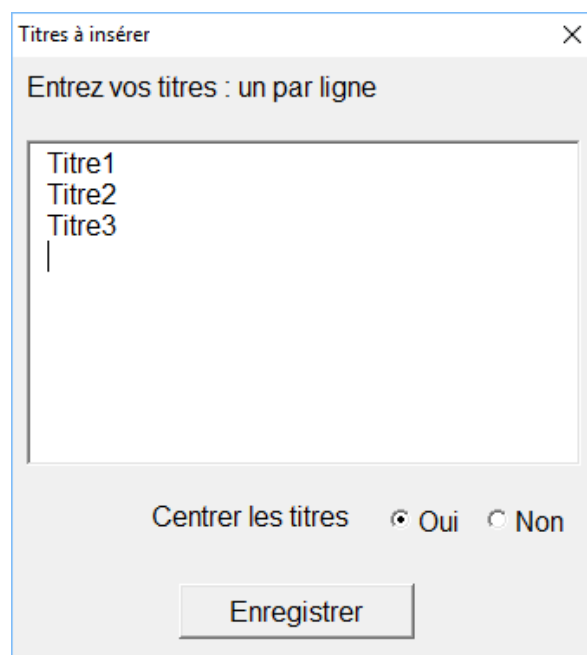 Titres à insérer
Entrez vos titres : un par ligne
Titre1
Titre2
Titre3
Centrer les titres Oui Non
Enregistrer